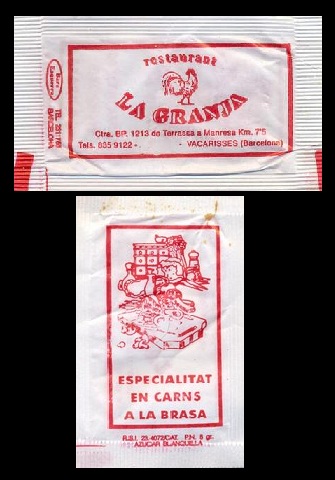 restaurant
LA GRANJA
Ctra. BP. 1213 de Terrassa a Manresa Km. 7'5
Tels. 835 9122 - - VACARISSES (Barcelona)
BARCELONA
ESPECIALITAT
EN CARNS
A LA BRASA
R.S.I. 23.4072/CAT. P.N. 8 gr.
AZUCAR BLANQUILLA